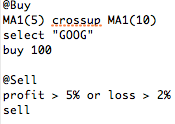 @Buy
MA1(5) crossup MA1(10)
select "GOOG"
buy 100
@Sell
profit > 5% or loss > 2%
sell